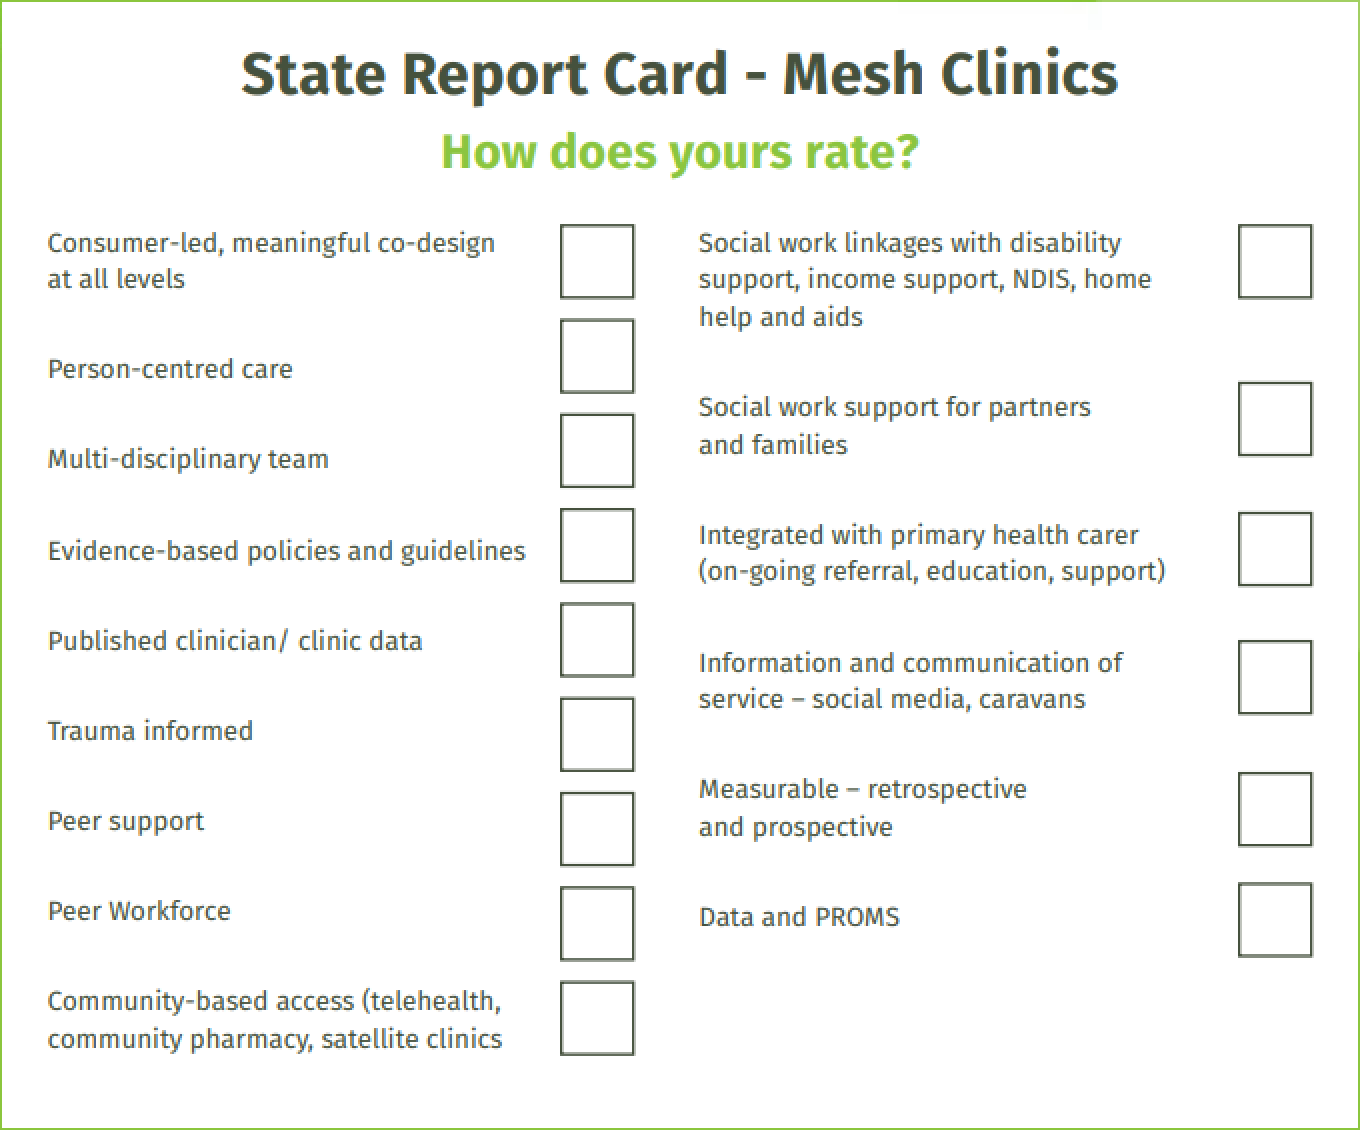 State Report Card - Mesh Clinics
How does yours rate?
Consumer-led, meaningful co-design
at all levels
Person-centred care
Multi-disciplinary team
Evidence-based policies and guidelines
Published clinician/ clinic data
Trauma informed
Peer support
Peer Workforce
Community-based access (telehealth,
community pharmacy, satellite clinics
Social work linkages with disability
support, income support, NDIS, home
help and aids
Social work support for partners
and families
Integrated with primary health carer
(on-going referral, education, support)
Information and communication of
service – social media, caravans
Measurable – retrospective
and prospective
Data and PROMS